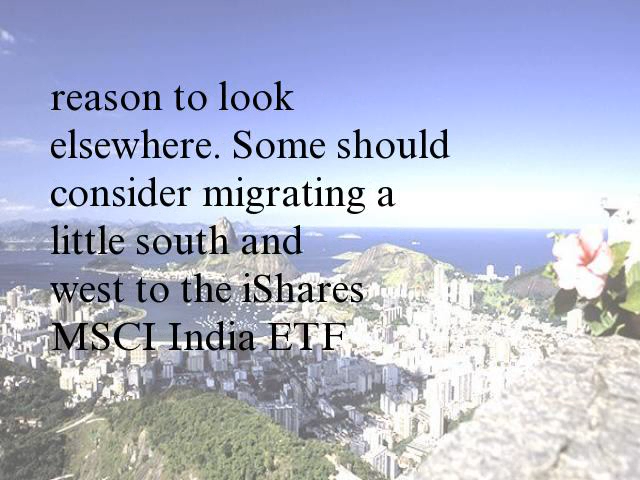 reason to look
elsewhere. Some should
consider migrating a
little south and
west to the iShares
MSCI India ETF